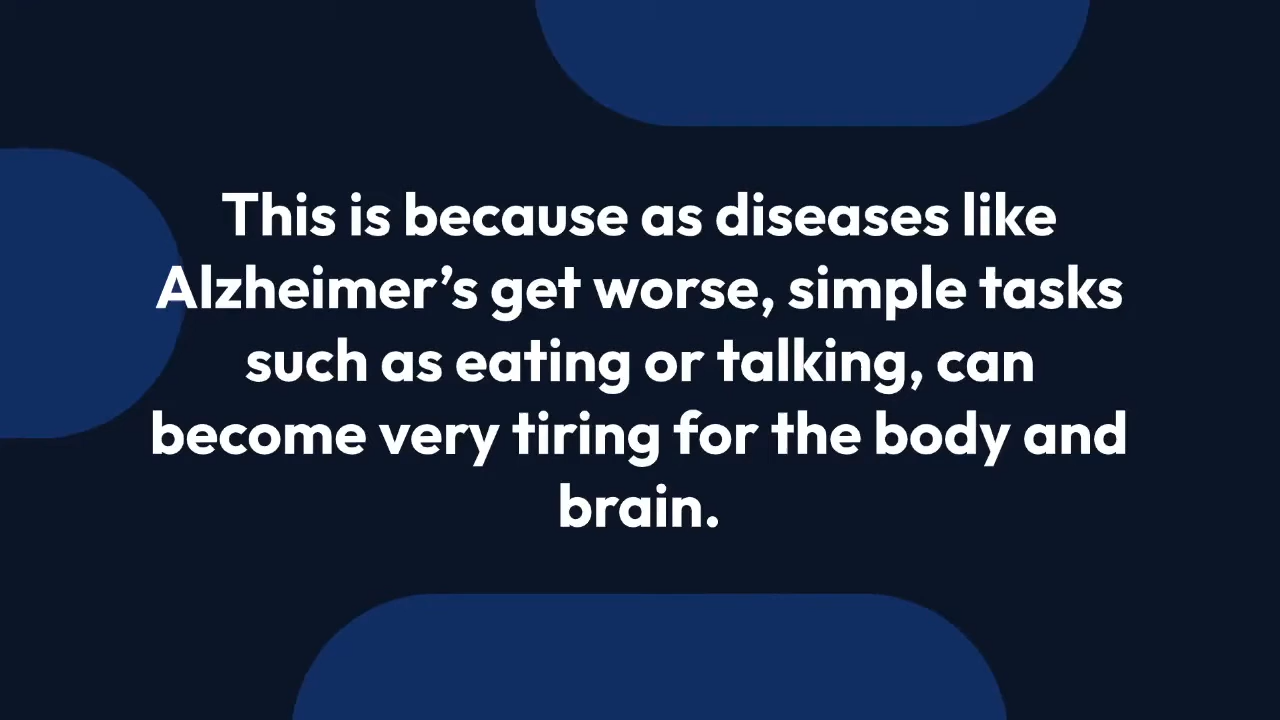 This is because as diseases like
Alzheimer’s get worse, simple tasks
such as eating or talking, can
become very tiring for the body and
brain.